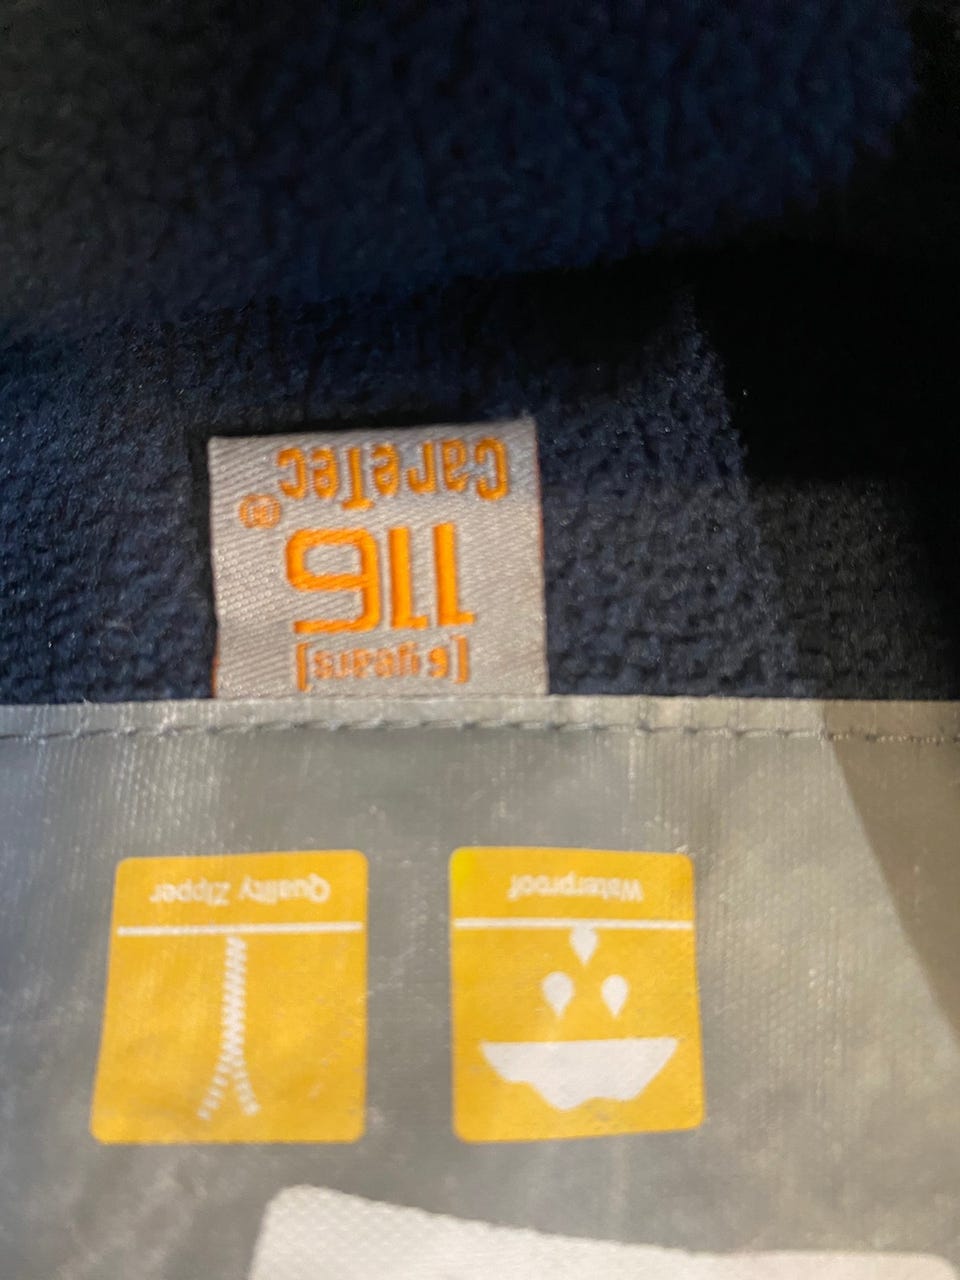 Waterproof
Quality Zipper
[6 years]
116
CareTec®